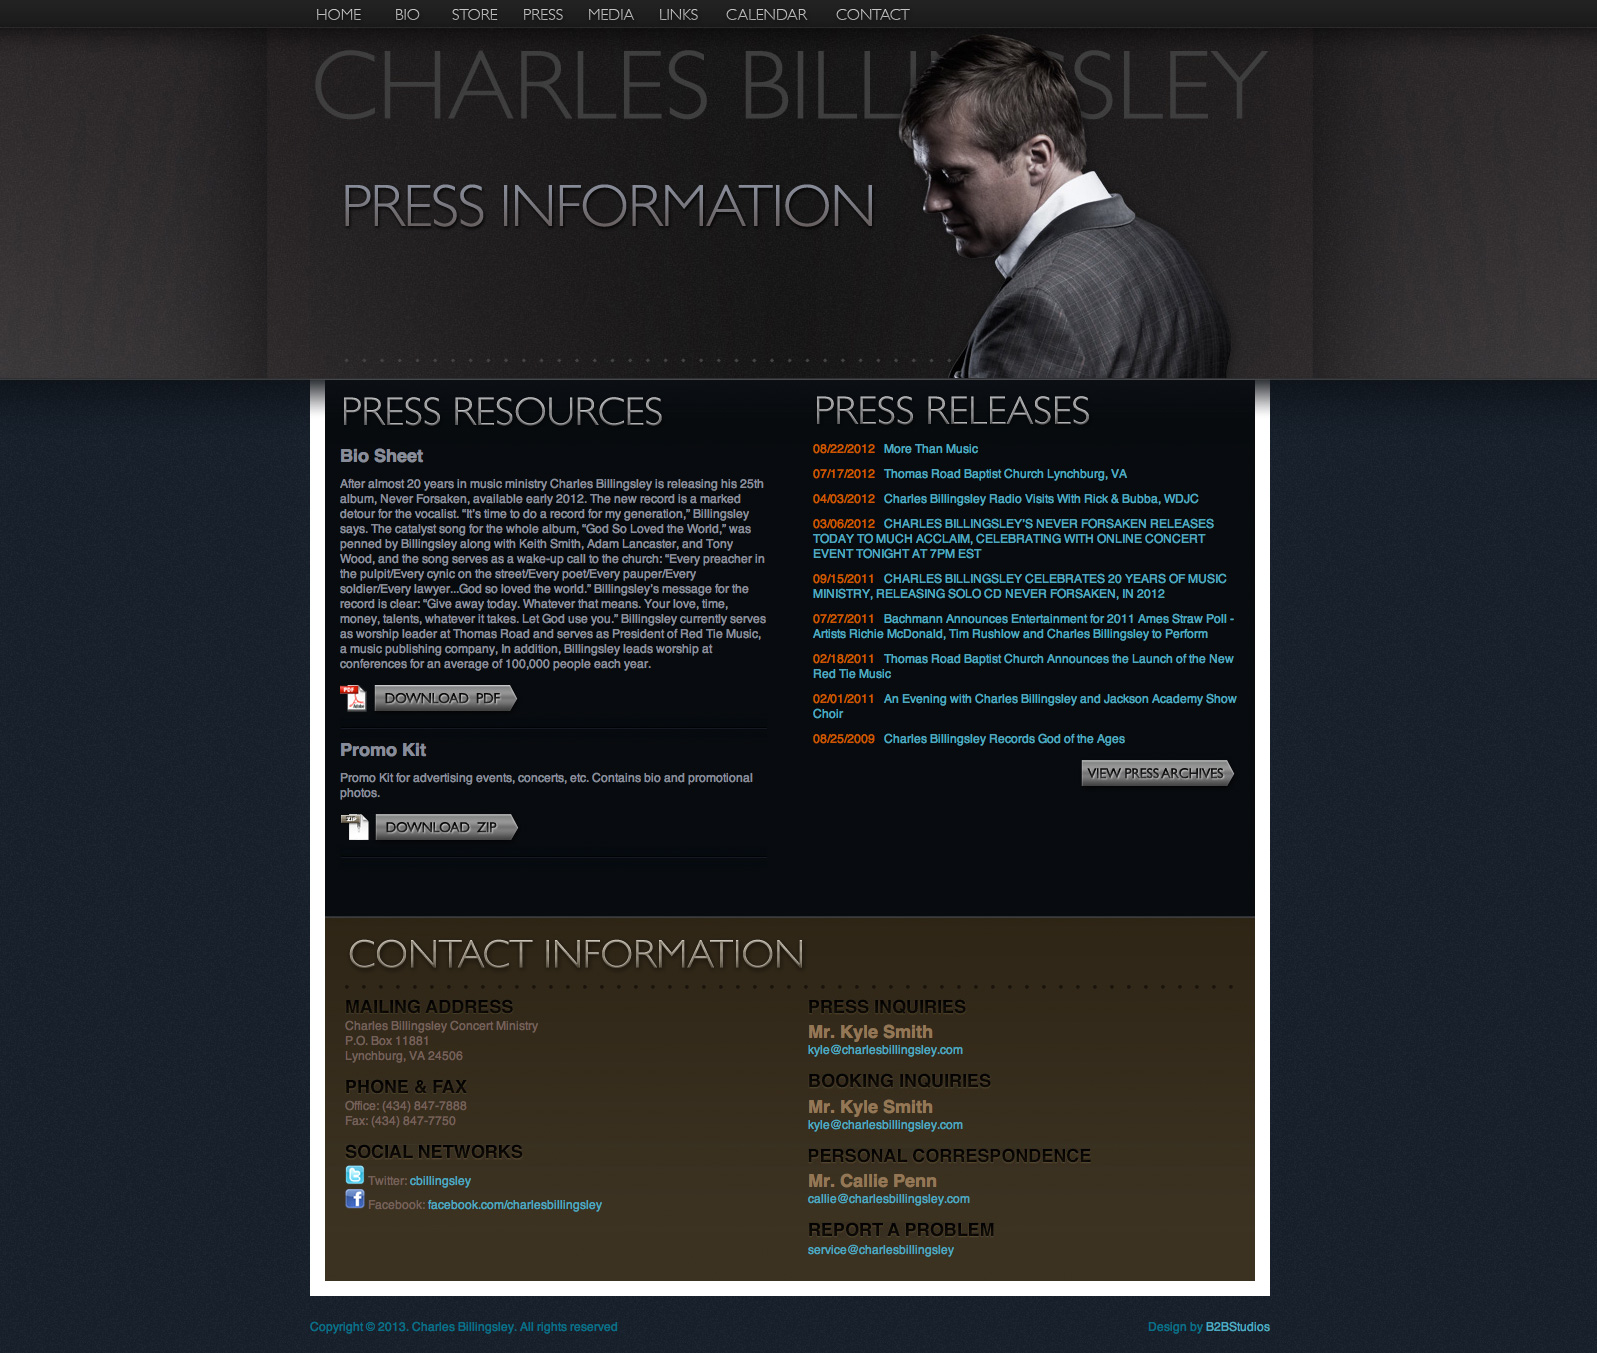 HOME BIO STORE PRESS MEDIA LINKS CALENDAR CONTACT
CHARLES BILLINGSLEY
PRESS INFORMATION
PRESS RESOURCES
Bio Sheet
After almost 20 years in music ministry Charles Billingsley is releasing his 25th
album, Never Forsaken, available early 2012. The new record is a marked
detour for the vocalist. "It's time to do a record for my generation," Billingsley
says. The catalyst song for the whole album, "God So Loved the World," was
penned by Billingsley along with Keith Smith, Adam Lancaster, and Tony
Wood, and the song serves as a wake-up call to the church: "Every preacher in
the pulpit/Every cynic on the street/Every poet/Every pauper/Every
soldier/Every lawyer...God so loved the world." Billingsley's message for the
record is clear: "Give away today. Whatever that means. Your love, time,
money, talents, whatever it takes. Let God use you." Billingsley currently serves
as worship leader at Thomas Road and serves as President of Red Tie Music,
a music publishing company, In addition, Billingsley leads worship at
conferences for an average of 100,000 people each year.
PDF Adobe DOWNLOAD PDF
Promo Kit
Promo Kit for advertising events, concerts, etc. Contains bio and promotional
photos.
ZIP DOWNLOAD ZIP
PRESS RELEASES
08/22/2012 More Than Music
07/17/2012 Thomas Road Baptist Church Lynchburg, VA
04/03/2012 Charles Billingsley Radio Visits With Rick & Bubba, WDJC
03/06/2012 CHARLES BILLINGSLEY'S NEVER FORSAKEN RELEASES
TODAY TO MUCH ACCLAIM, CELEBRATING WITH ONLINE CONCERT
EVENT TONIGHT AT 7PM EST
09/15/2011 CHARLES BILLINGSLEY CELEBRATES 20 YEARS OF MUSIC
MINISTRY, RELEASING SOLO CD NEVER FORSAKEN, IN 2012
07/27/2011 Bachmann Announces Entertainment for 2011 Ames Straw Poll -
Artists Richie McDonald, Tim Rushlow and Charles Billingsley to Perform
02/18/2011 Thomas Road Baptist Church Announces the Launch of the New
Red Tie Music
02/01/2011 An Evening with Charles Billingsley and Jackson Academy Show
Choir
08/25/2009 Charles Billingsley Records God of the Ages
VIEW PRESS ARCHIVES
CONTACT INFORMATION
MAILING ADDRESS
Charles Billingsley Concert Ministry
P.O. Box 11881
Lynchburg, VA 24506
PHONE & FAX
Office: (434) 847-7888
Fax: (434) 847-7750
SOCIAL NETWORKS
Twitter: cbillingsley
Facebook: facebook.com/charlesbillingsley
PRESS INQUIRIES
Mr. Kyle Smith
kyle@charlesbillingsley.com
BOOKING INQUIRIES
Mr. Kyle Smith
kyle@charlesbillingsley.com
PERSONAL CORRESPONDENCE
Mr. Callie Penn
callie@charlesbillingsley.com
REPORT A PROBLEM
service@charlesbillingsley
Copyright © 2013. Charles Billingsley. All rights reserved
Design by B2BStudios